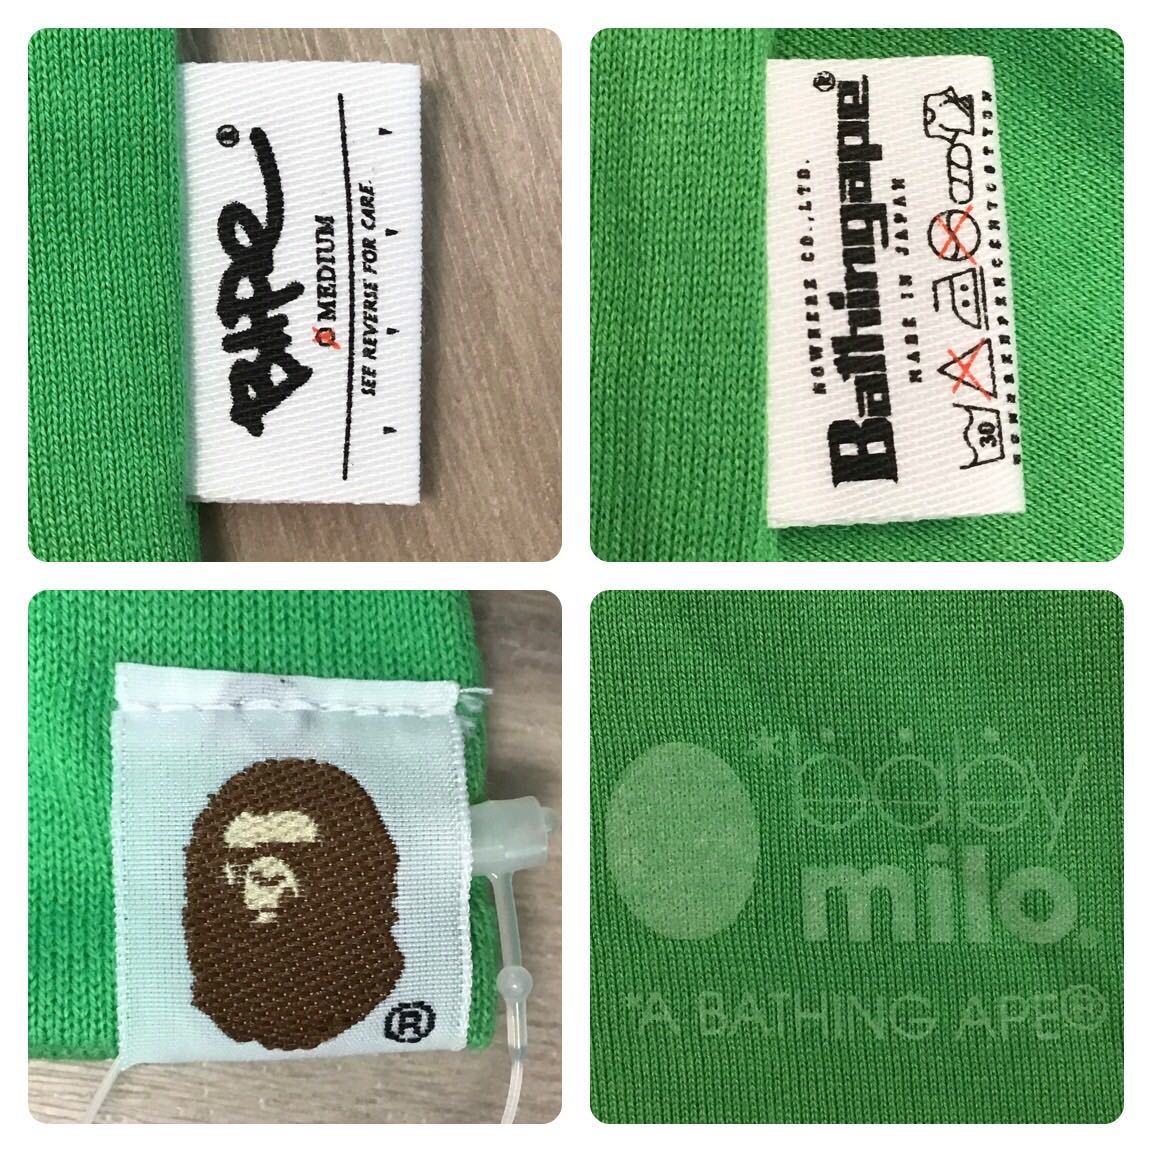 BAPE®
MEDIUM
SEE REVERSE FOR CARE.
NOWHERE CO.,LTD.
Bathingape®
MADE IN JAPAN
30
®
*baby
milo.
*A BATHING APE®